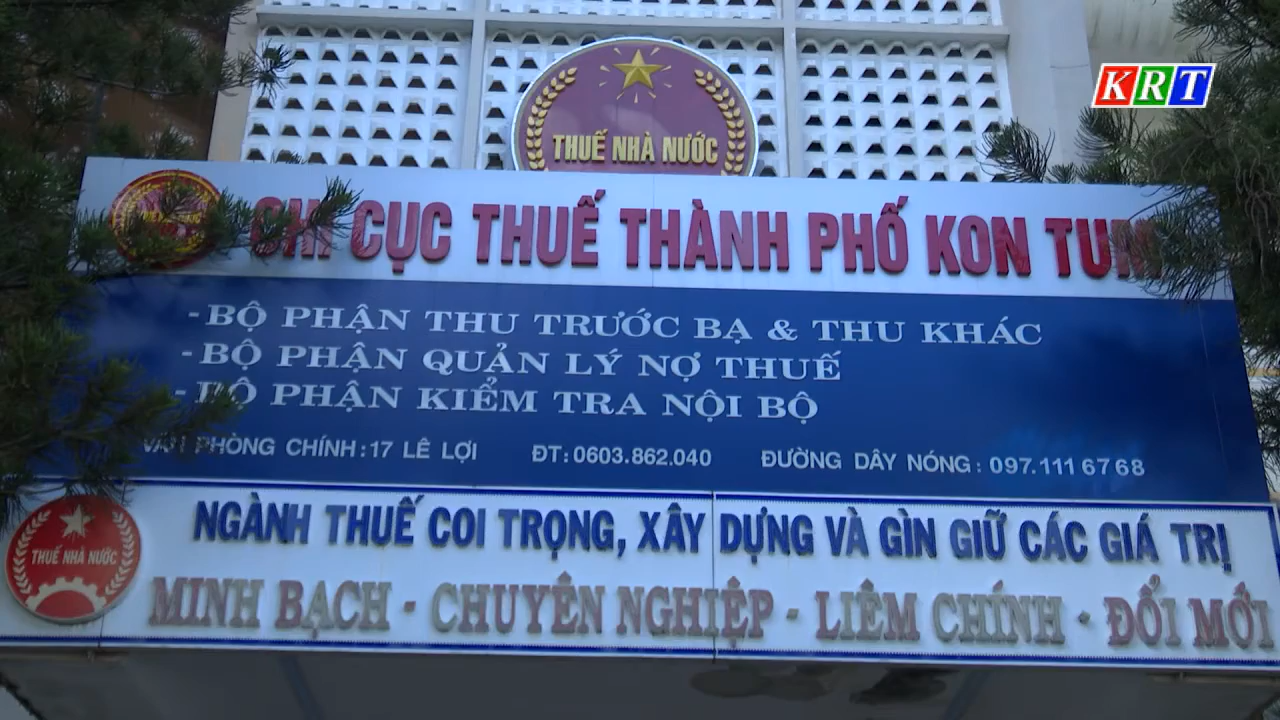 KRT
THUẾ NHÀ NƯỚC
CHI CỤC THUẾ THÀNH PHỐ KON TUM
- BỘ PHẬN THU TRƯỚC BẠ & THU KHÁC
- BỘ PHẬN QUẢN LÝ NỢ THUẾ
- BỘ PHẬN KIỂM TRA NỘI BỘ
VĂN PHÒNG CHÍNH: 17 LÊ LỢI ĐT: 0603.862.040 ĐƯỜNG DÂY NÓNG: 097.111 67 68
NGÀNH THUẾ COI TRỌNG, XÂY DỰNG VÀ GÌN GIỮ CÁC GIÁ TRỊ
THUẾ NHÀ NƯỚC
MINH BẠCH - CHUYÊN NGHIỆP - LIÊM CHÍNH - ĐỔI MỚI